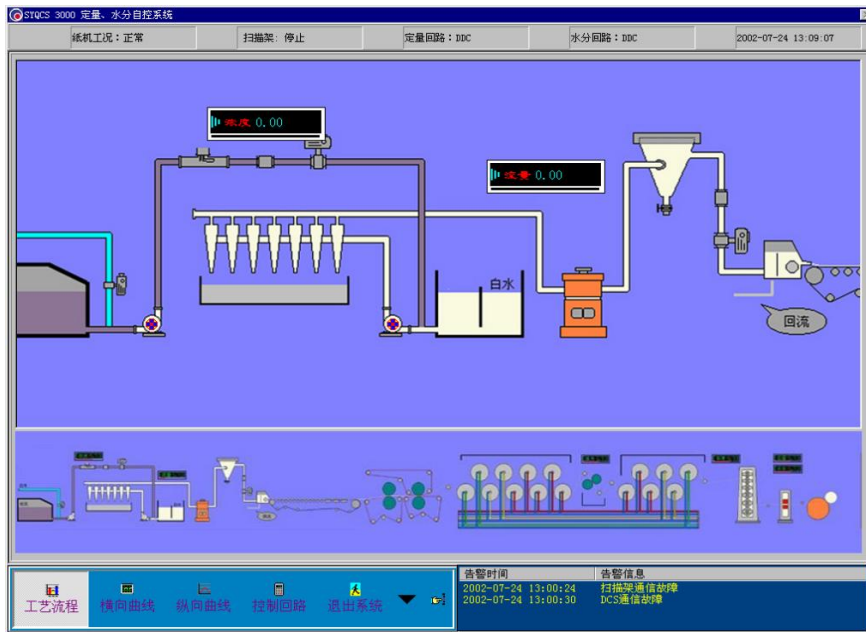 STQCS 3000 定量、水分自控系统
纸机工况：正常
扫描架: 停止
定量回路：DDC
水分回路：DDC
2002-07-24 13:09:07
浓度 0.00
流量 0.00
白水
回流
工艺流程
横向曲线
纵向曲线
控制回路
退出系统
告警时间 告警信息
2002-07-24 13:00:24 扫描架通信故障
2002-07-24 13:00:30 DCS通信故障